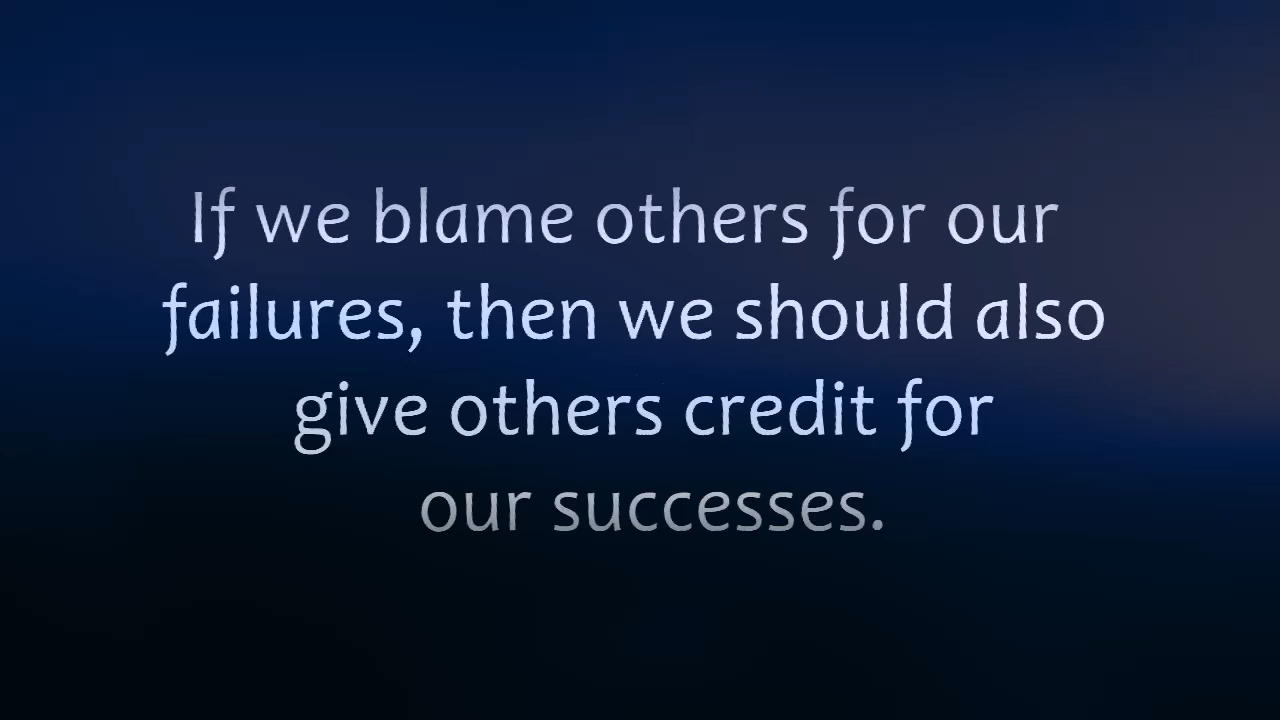 If we blame others for our
failures, then we should also
give others credit for
our successes.